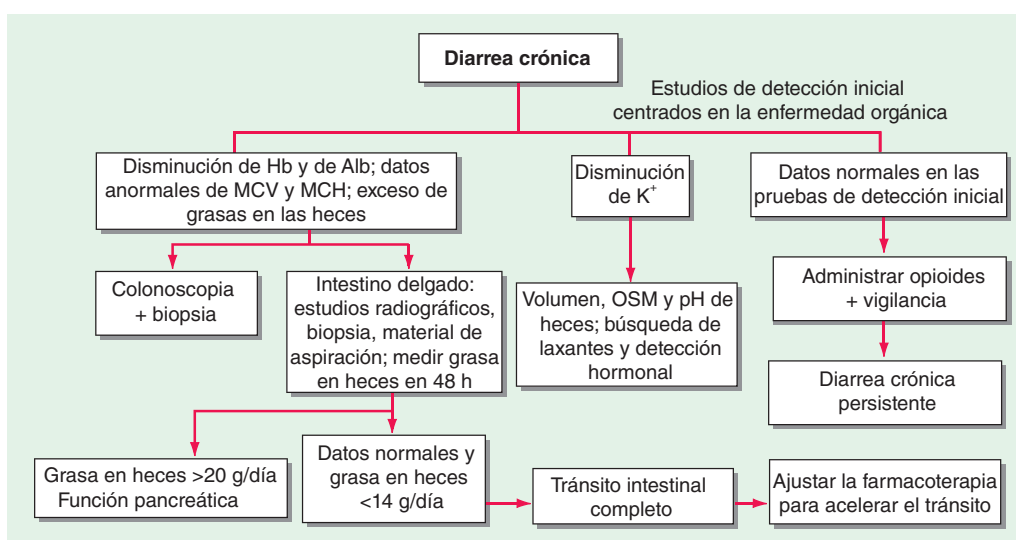 Diarrea crónica
Estudios de detección inicial
centrados en la enfermedad orgánica
Disminución de Hb y de Alb; datos
anormales de MCV y MCH; exceso de
grasas en las heces
Disminución
de K⁺
Datos normales en las
pruebas de detección inicial
Colonoscopia
+ biopsia
Intestino delgado:
estudios radiográficos,
biopsia, material de
aspiración; medir grasa
en heces en 48 h
Volumen, OSM y pH de
heces; búsqueda de
laxantes y detección
hormonal
Administrar opioides
+ vigilancia
Diarrea crónica
persistente
Grasa en heces >20 g/día
Función pancreática
Datos normales y
grasa en heces
<14 g/día
Tránsito intestinal
completo
Ajustar la farmacoterapia
para acelerar el tránsito